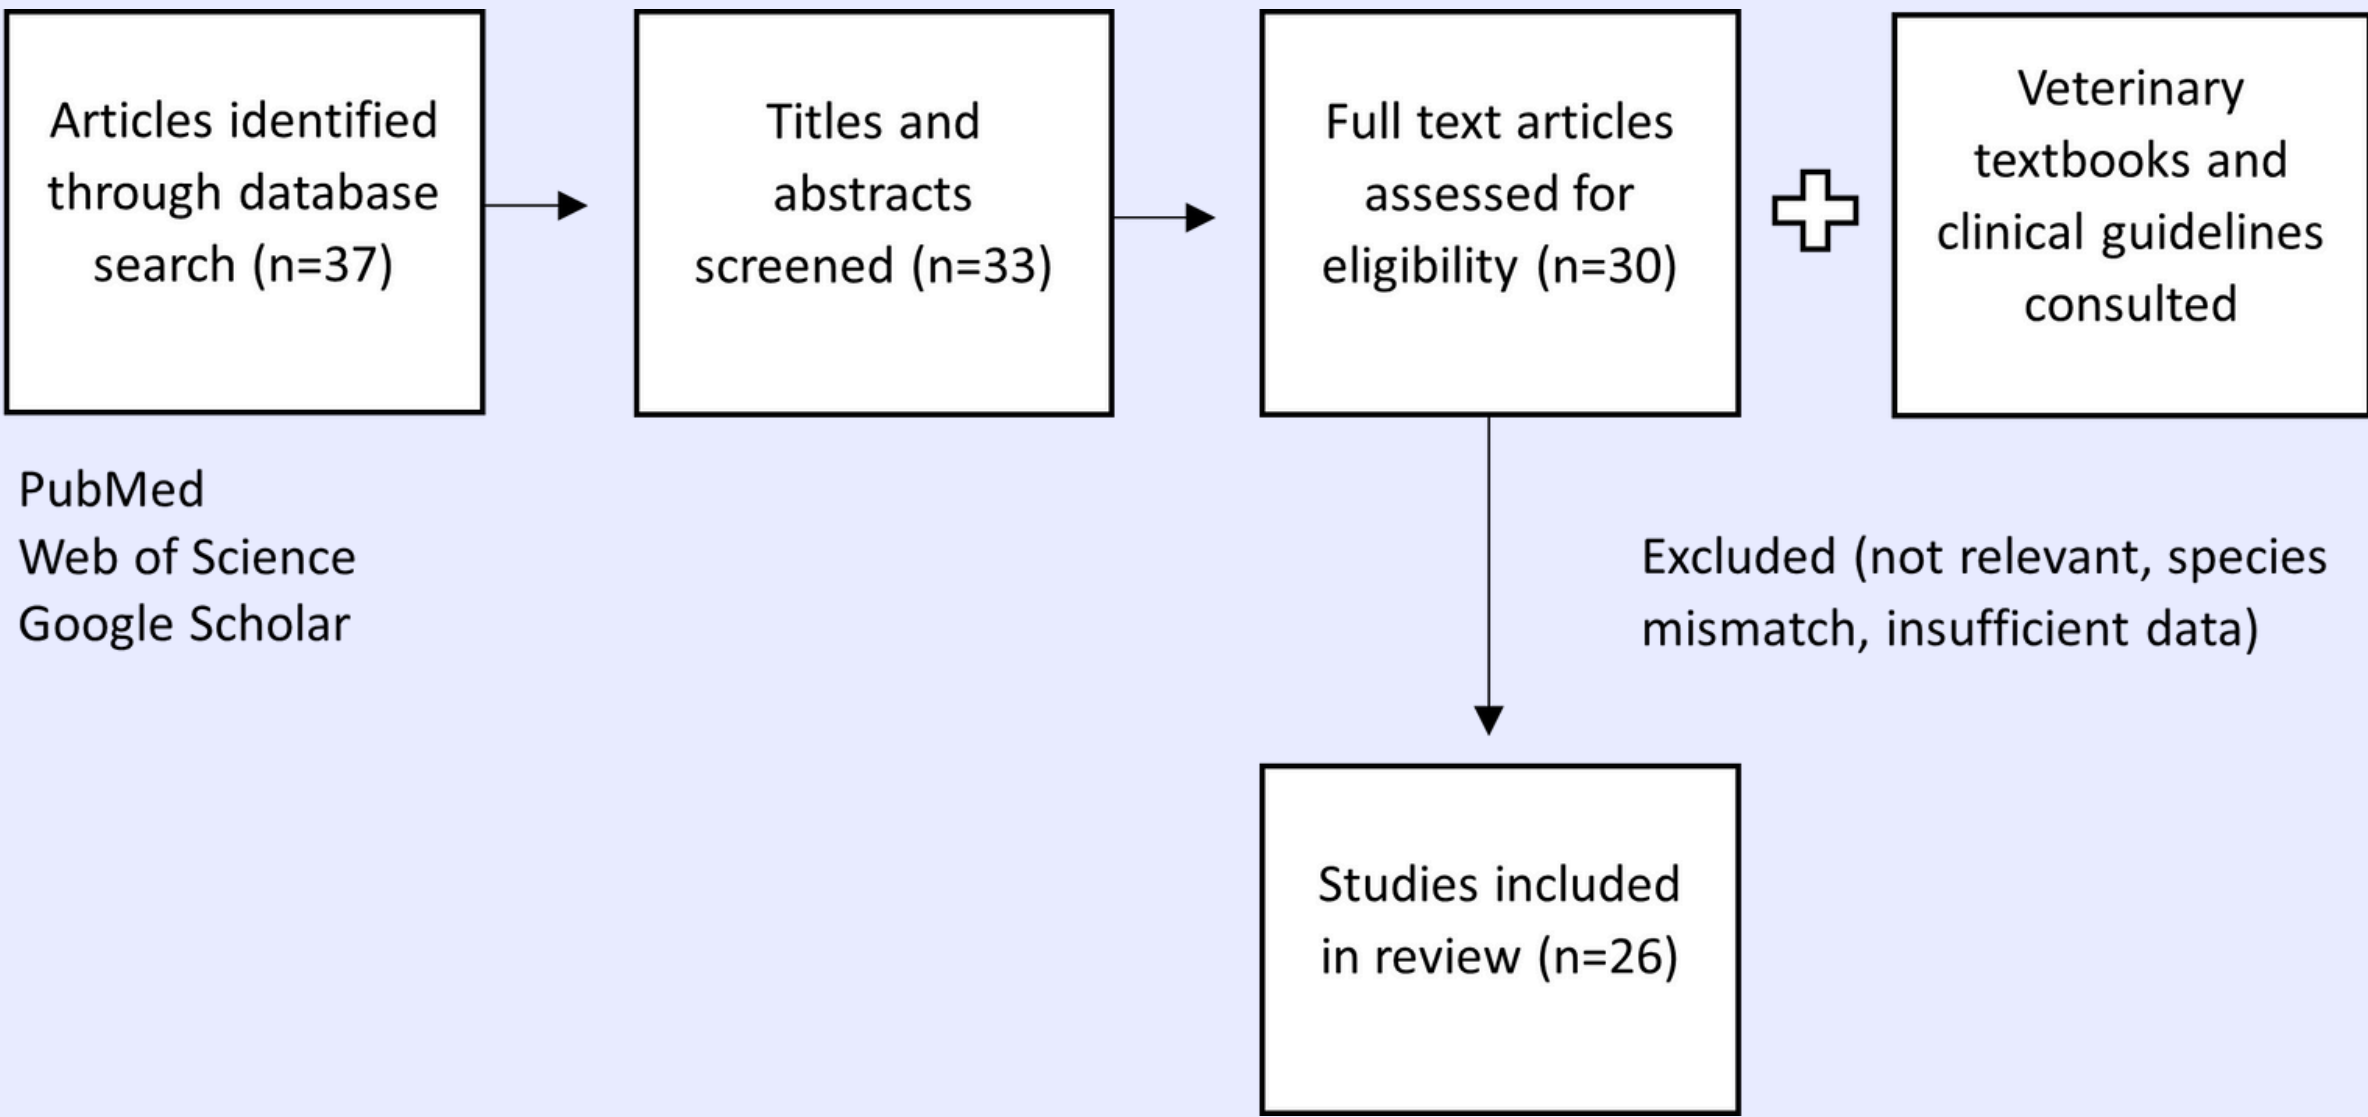 Articles identified
through database
search (n=37)
Titles and
abstracts
screened (n=33)
Full text articles
assessed for
eligibility (n=30)
Veterinary
textbooks and
clinical guidelines
consulted
PubMed
Web of Science
Google Scholar
Excluded (not relevant, species
mismatch, insufficient data)
Studies included
in review (n=26)